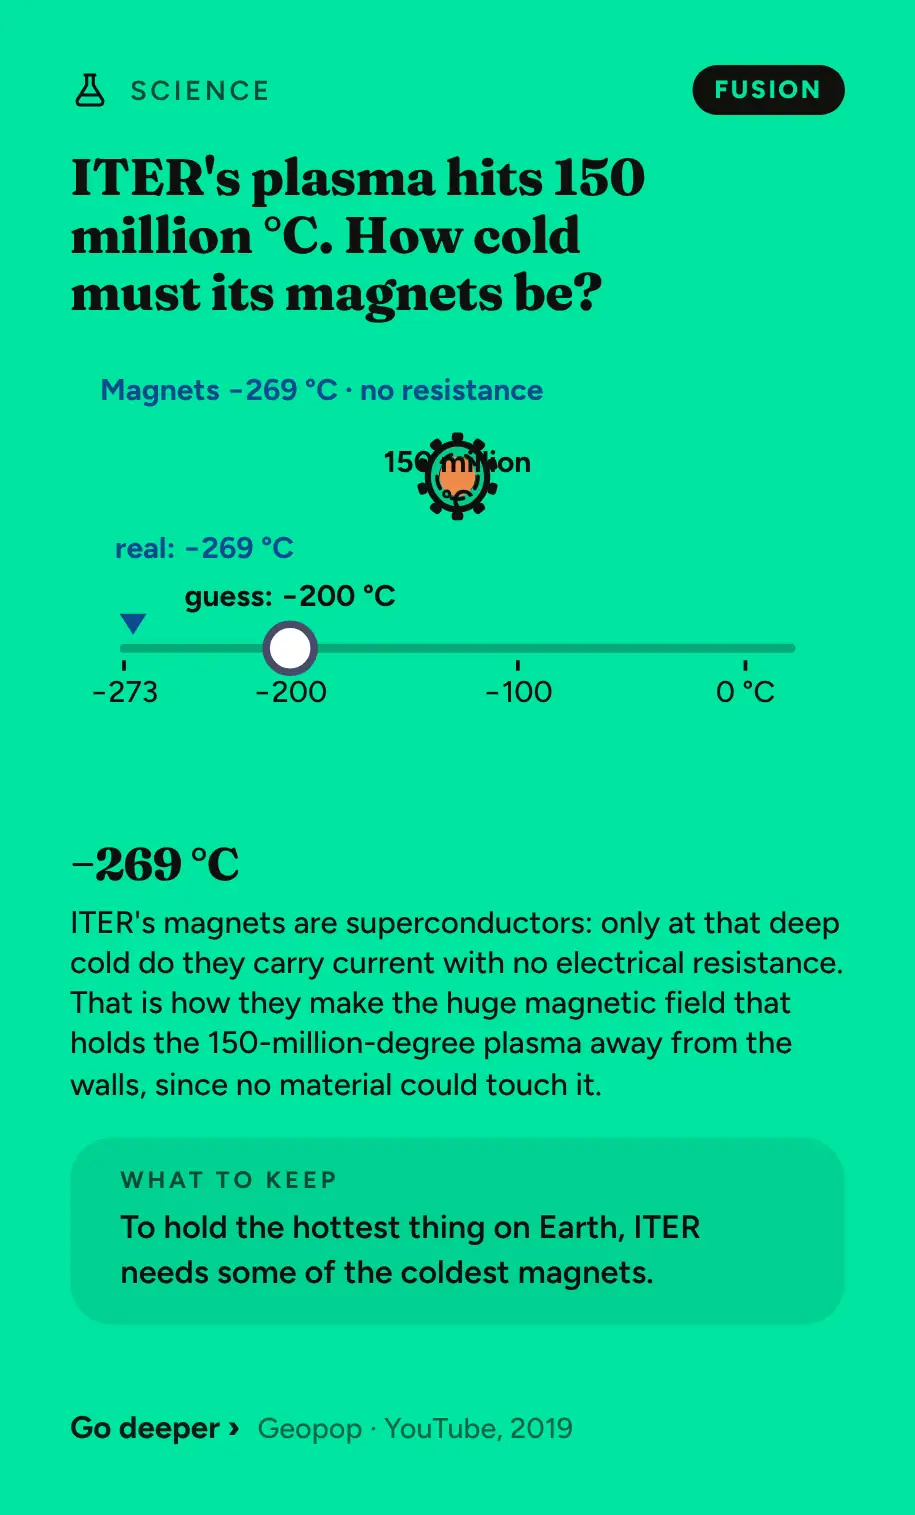 SCIENCE
FUSION
ITER's plasma hits 150
million °C. How cold
must its magnets be?
Magnets −269 °C · no resistance
150 million
°C
real: −269 °C
guess: −200 °C
−273
−200
−100
0 °C
−269 °C
ITER's magnets are superconductors: only at that deep
cold do they carry current with no electrical resistance.
That is how they make the huge magnetic field that
holds the 150-million-degree plasma away from the
walls, since no material could touch it.
WHAT TO KEEP
To hold the hottest thing on Earth, ITER
needs some of the coldest magnets.
Go deeper › Geopop · YouTube, 2019